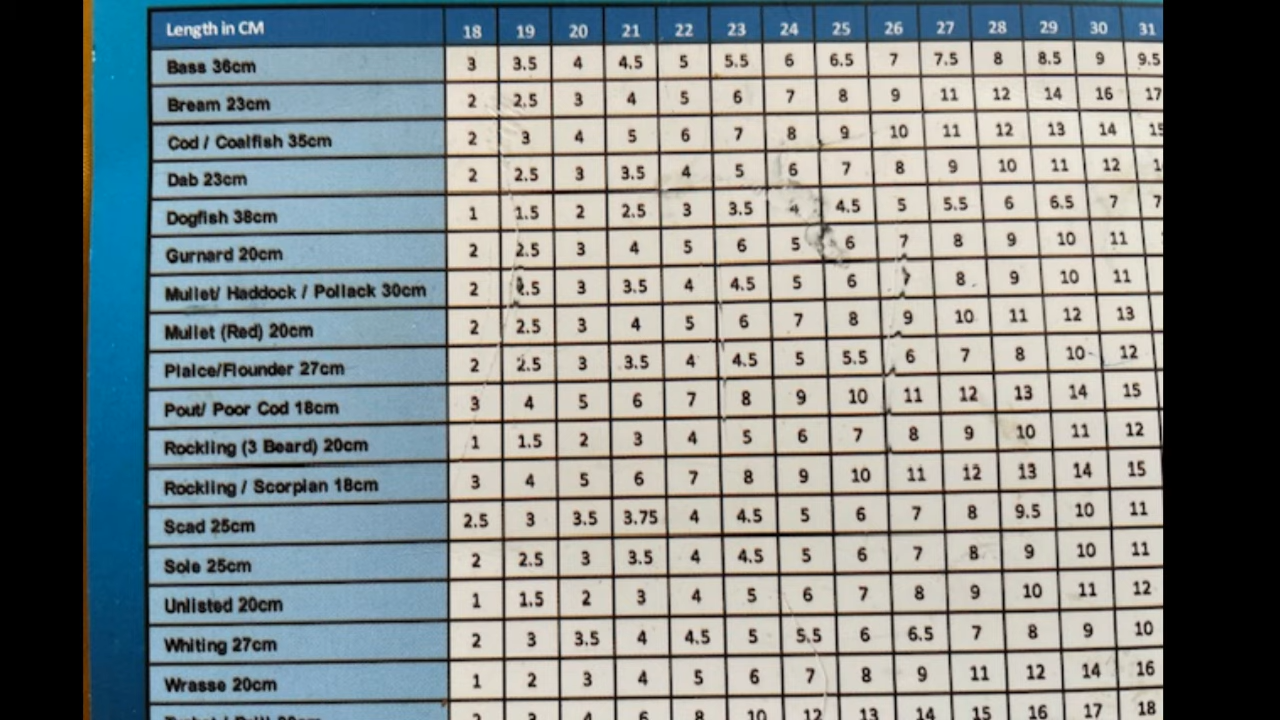 Length in CM 18 19 20 21 22 23 24 25 26 27 28 29 30 31
Bass 36cm 3 3.5 4 4.5 5 5.5 6 6.5 7 7.5 8 8.5 9 9.5
Bream 23cm 2 2.5 3 4 5 6 7 8 9 11 12 14 16 17
Cod / Coalfish 35cm 2 3 4 5 6 7 8 9 10 11 12 13 14 15
Dab 23cm 2 2.5 3 3.5 4 5 6 7 8 9 10 11 12
Dogfish 38cm 1 1.5 2 2.5 3 3.5 4 4.5 5 5.5 6 6.5 7
Gurnard 20cm 2 2.5 3 4 5 6 5 6 7 8 9 10 11
Mullet/ Haddock / Pollack 30cm 2 2.5 3 3.5 4 4.5 5 6 7 8 9 10 11
Mullet (Red) 20cm 2 2.5 3 4 5 6 7 8 9 10 11 12 13
Plaice/Flounder 27cm 2 2.5 3 3.5 4 4.5 5 5.5 6 7 8 10 12
Pout/ Poor Cod 18cm 3 4 5 6 7 8 9 10 11 12 13 14 15
Rockling (3 Beard) 20cm 1 1.5 2 3 4 5 6 7 8 9 10 11 12
Rockling / Scorpian 18cm 3 4 5 6 7 8 9 10 11 12 13 14 15
Scad 25cm 2.5 3 3.5 3.75 4 4.5 5 6 7 8 9.5 10 11
Sole 25cm 2 2.5 3 3.5 4 4.5 5 6 7 8 9 10 11
Unlisted 20cm 1 1.5 2 3 4 5 6 7 8 9 10 11 12
Whiting 27cm 2 3 3.5 4 4.5 5 5.5 6 6.5 7 8 9 10
Wrasse 20cm 1 2 3 4 5 6 7 8 9 11 12 14 16
2 3 4 6 8 10 12 13 14 15 16 17 18